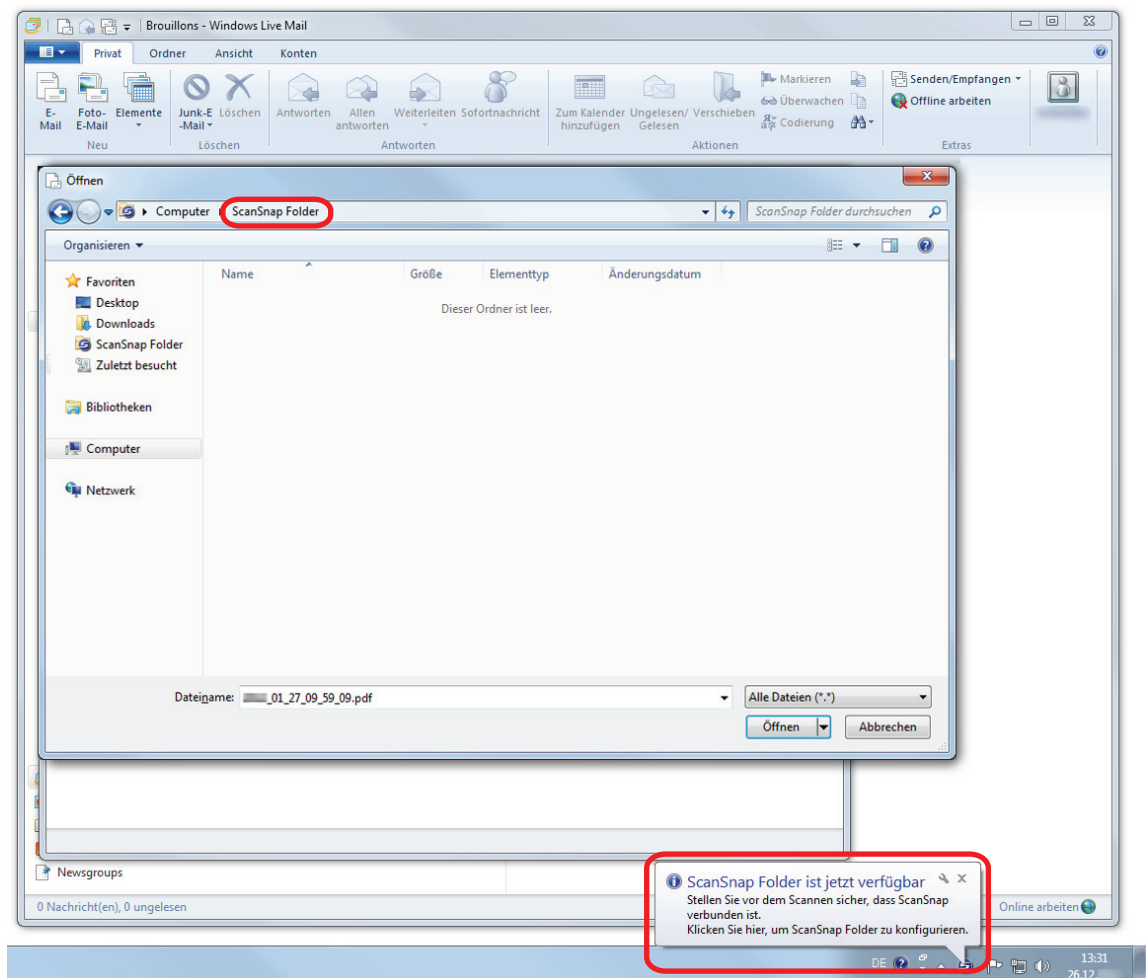 Brouillons - Windows Live Mail
Privat Ordner Ansicht Konten
E-Mail Foto-E-Mail Elemente Junk-E-Mail Löschen Antworten Allen antworten Weiterleiten Sofortnachricht Zum Kalender hinzufügen Ungelesen/Gelesen Verschieben
Markieren
Überwachen
Codierung
Senden/Empfangen
Offline arbeiten
Neu Löschen Antworten Aktionen Extras
Öffnen
Computer ScanSnap Folder
ScanSnap Folder durchsuchen
Organisieren
Name Größe Elementtyp Änderungsdatum
Dieser Ordner ist leer.
Favoriten
Desktop
Downloads
ScanSnap Folder
Zuletzt besucht
Bibliotheken
Computer
Netzwerk
Dateiname: _01_27_09_59_09.pdf
Alle Dateien (*.*)
Öffnen Abbrechen
Newsgroups
0 Nachricht(en), 0 ungelesen
ScanSnap Folder ist jetzt verfügbar
Stellen Sie vor dem Scannen sicher, dass ScanSnap
verbunden ist.
Klicken Sie hier, um ScanSnap Folder zu konfigurieren.
Online arbeiten
DE
13:31
26.12